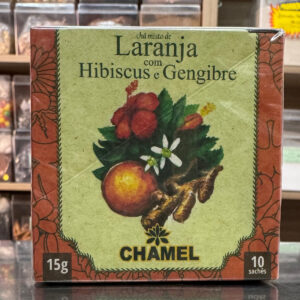 chá misto de
Laranja
com
Hibiscus e Gengibre
CHAMEL
15g
10
sachês